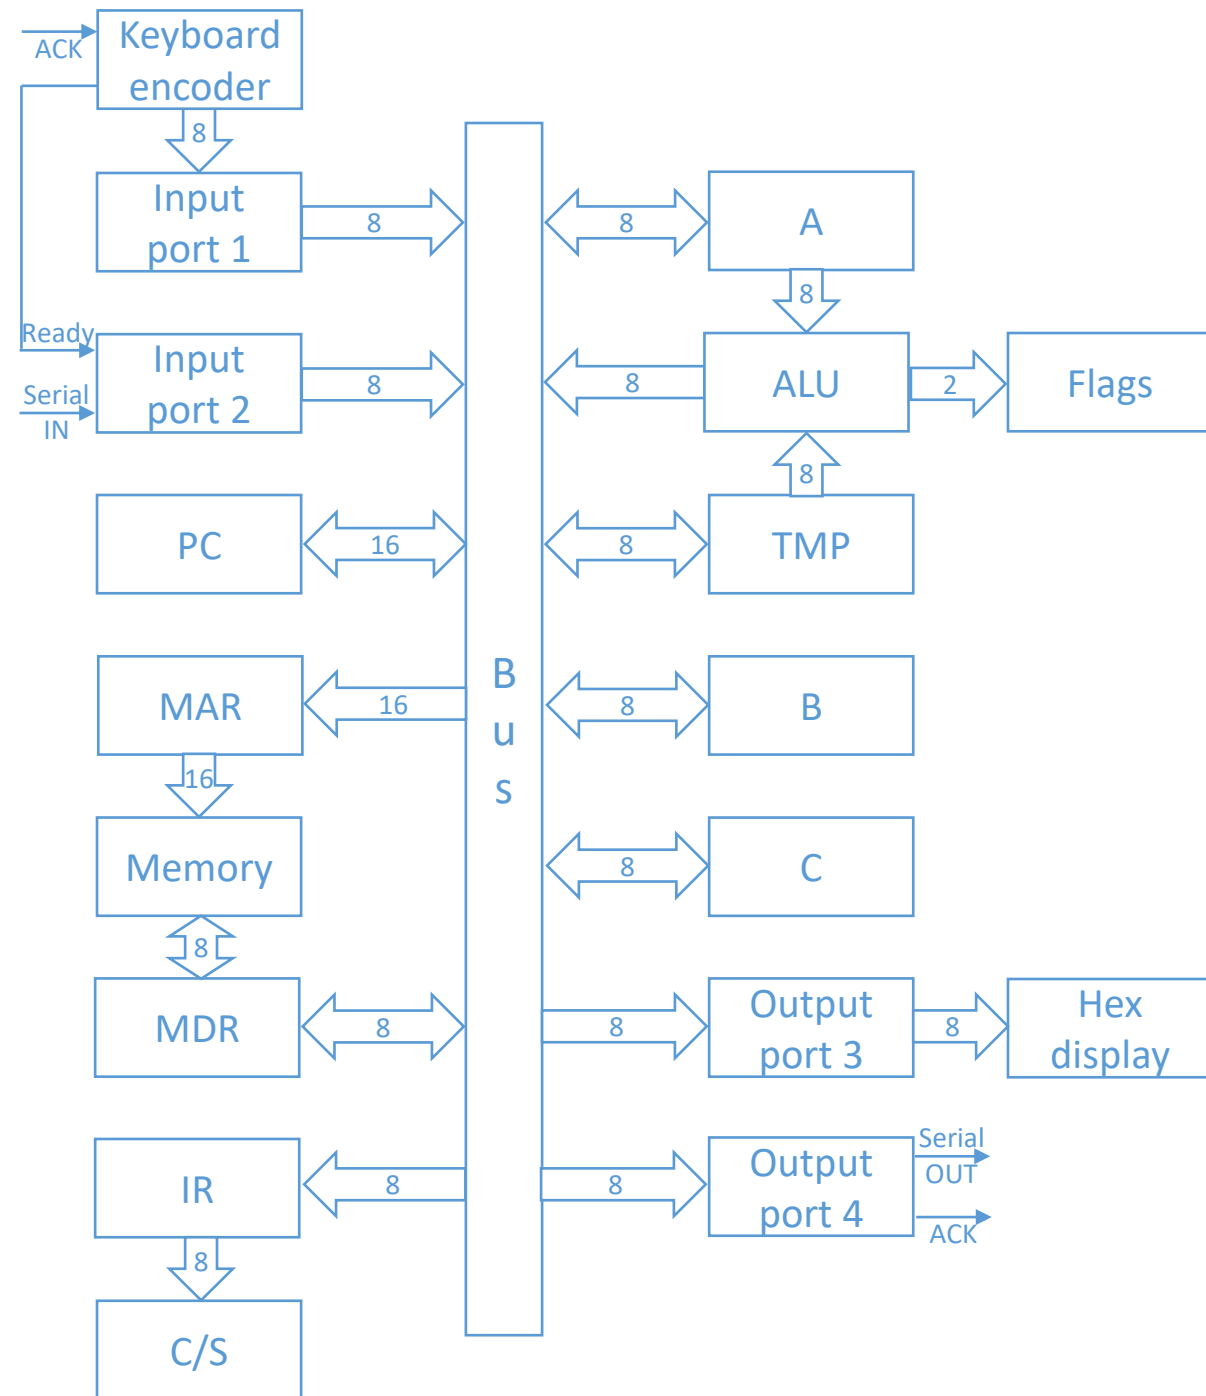 ACK
Keyboard
encoder
8
Input
port 1
8
Ready
Serial
IN
Input
port 2
8
PC
16
MAR
16
16
Memory
8
MDR
8
IR
8
8
C/S
B
u
s
8
A
8
8
ALU
2
Flags
8
8
TMP
8
B
8
C
8
Output
port 3
8
Hex
display
8
Output
port 4
Serial
OUT
ACK